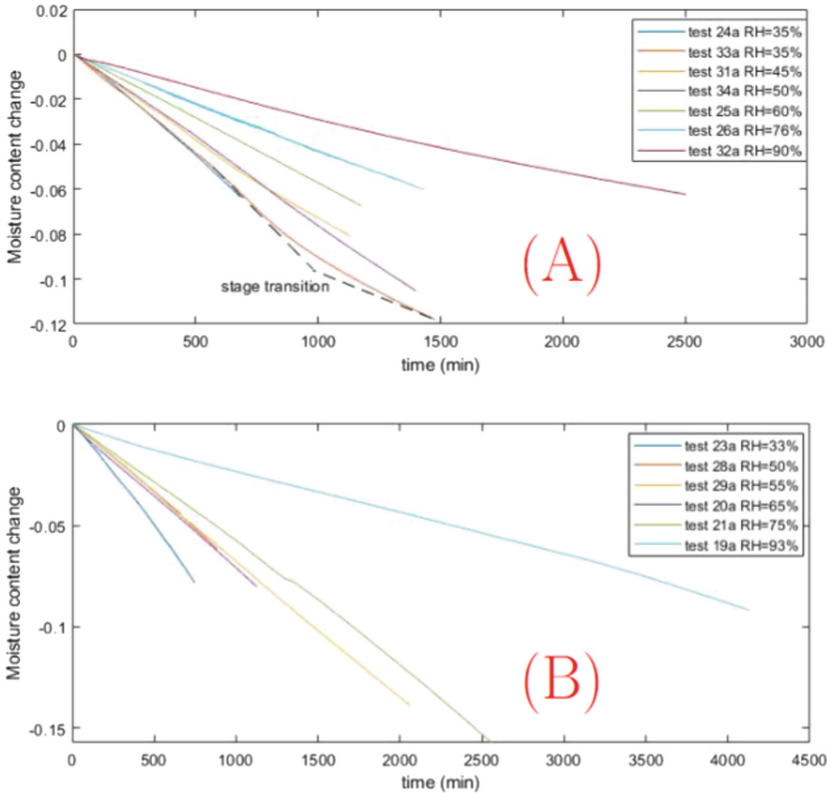 0.02
0
-0.02
-0.04
-0.06
-0.08
-0.1
-0.12
Moisture content change
test 24a RH=35%
test 33a RH=35%
test 31a RH=45%
test 34a RH=50%
test 25a RH=60%
test 26a RH=76%
test 32a RH=90%
(A)
stage transition
0 500 1000 1500 2000 2500 3000
time (min)
0
-0.05
-0.1
-0.15
Moisture content change
test 23a RH=33%
test 28a RH=50%
test 29a RH=55%
test 20a RH=65%
test 21a RH=75%
test 19a RH=93%
(B)
0 500 1000 1500 2000 2500 3000 3500 4000 4500
time (min)